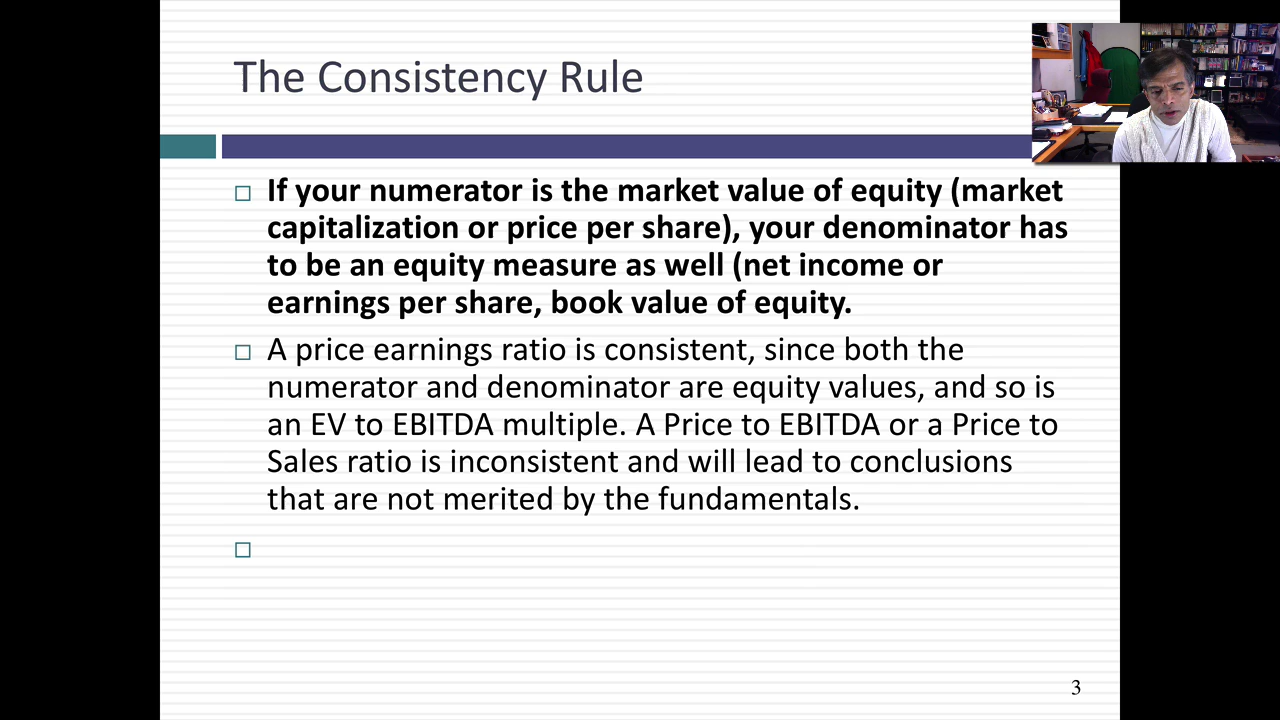 The Consistency Rule
If your numerator is the market value of equity (market
capitalization or price per share), your denominator has
to be an equity measure as well (net income or
earnings per share, book value of equity.
A price earnings ratio is consistent, since both the
numerator and denominator are equity values, and so is
an EV to EBITDA multiple. A Price to EBITDA or a Price to
Sales ratio is inconsistent and will lead to conclusions
that are not merited by the fundamentals.
3